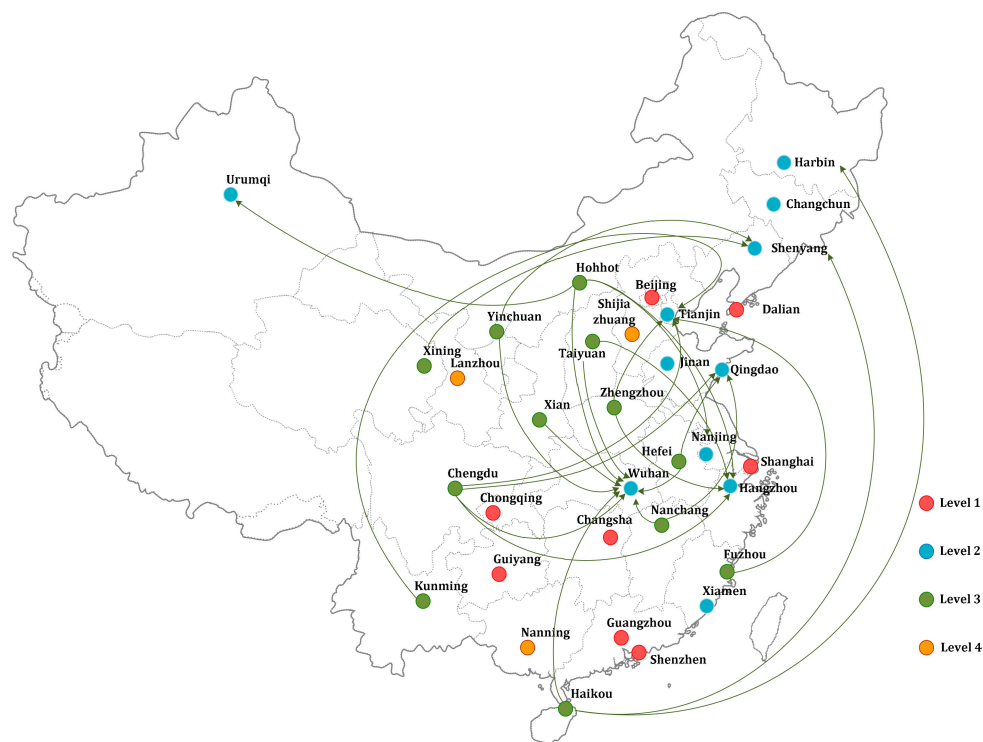 Harbin
Urumqi
Changchun
Shenyang
Hohhot
Beijing
Shijia
zhuang
Tianjin
Dalian
Yinchuan
Taiyuan
Xining
Lanzhou
Jinan
Qingdao
Zhengzhou
Xian
Nanjing
Hefei
Shanghai
Chengdu
Wuhan
Hangzhou
Chongqing
Level 1
Nanchang
Changsha
Level 2
Guiyang
Fuzhou
Kunming
Xiamen
Level 3
Guangzhou
Nanning
Shenzhen
Level 4
Haikou